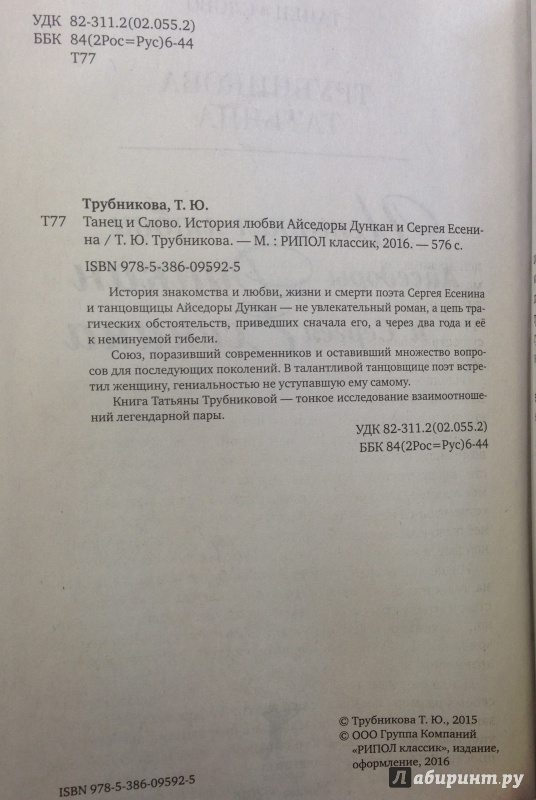 УДК 82-311.2(02.055.2)
ББК 84(2Рос=Рус)6-44
Т77
ТРУБНИКОВА
ТАТЬЯНА
Трубникова, Т. Ю.
Т77 Танец и Слово. История любви Айседоры Дункан и Сергея Есени-
на / Т. Ю. Трубникова. — М. : РИПОЛ классик, 2016. — 576 с.
ISBN 978-5-386-09592-5
История знакомства и любви, жизни и смерти поэта Сергея Есенина
и танцовщицы Айседоры Дункан — не увлекательный роман, а цепь тра-
гических обстоятельств, приведших сначала его, а через два года и её
к неминуемой гибели.
Союз, поразивший современников и оставивший множество вопро-
сов для последующих поколений. В талантливой танцовщице поэт встре-
тил женщину, гениальностью не уступавшую ему самому.
Книга Татьяны Трубниковой — тонкое исследование взаимоотноше-
ний легендарной пары.
УДК 82-311.2(02.055.2)
ББК 84(2Рос=Рус)6-44
© Трубникова Т. Ю., 2015
© ООО Группа Компаний
«РИПОЛ классик», издание,
оформление, 2016
ISBN 978-5-386-09592-5
Лабиринт.ру